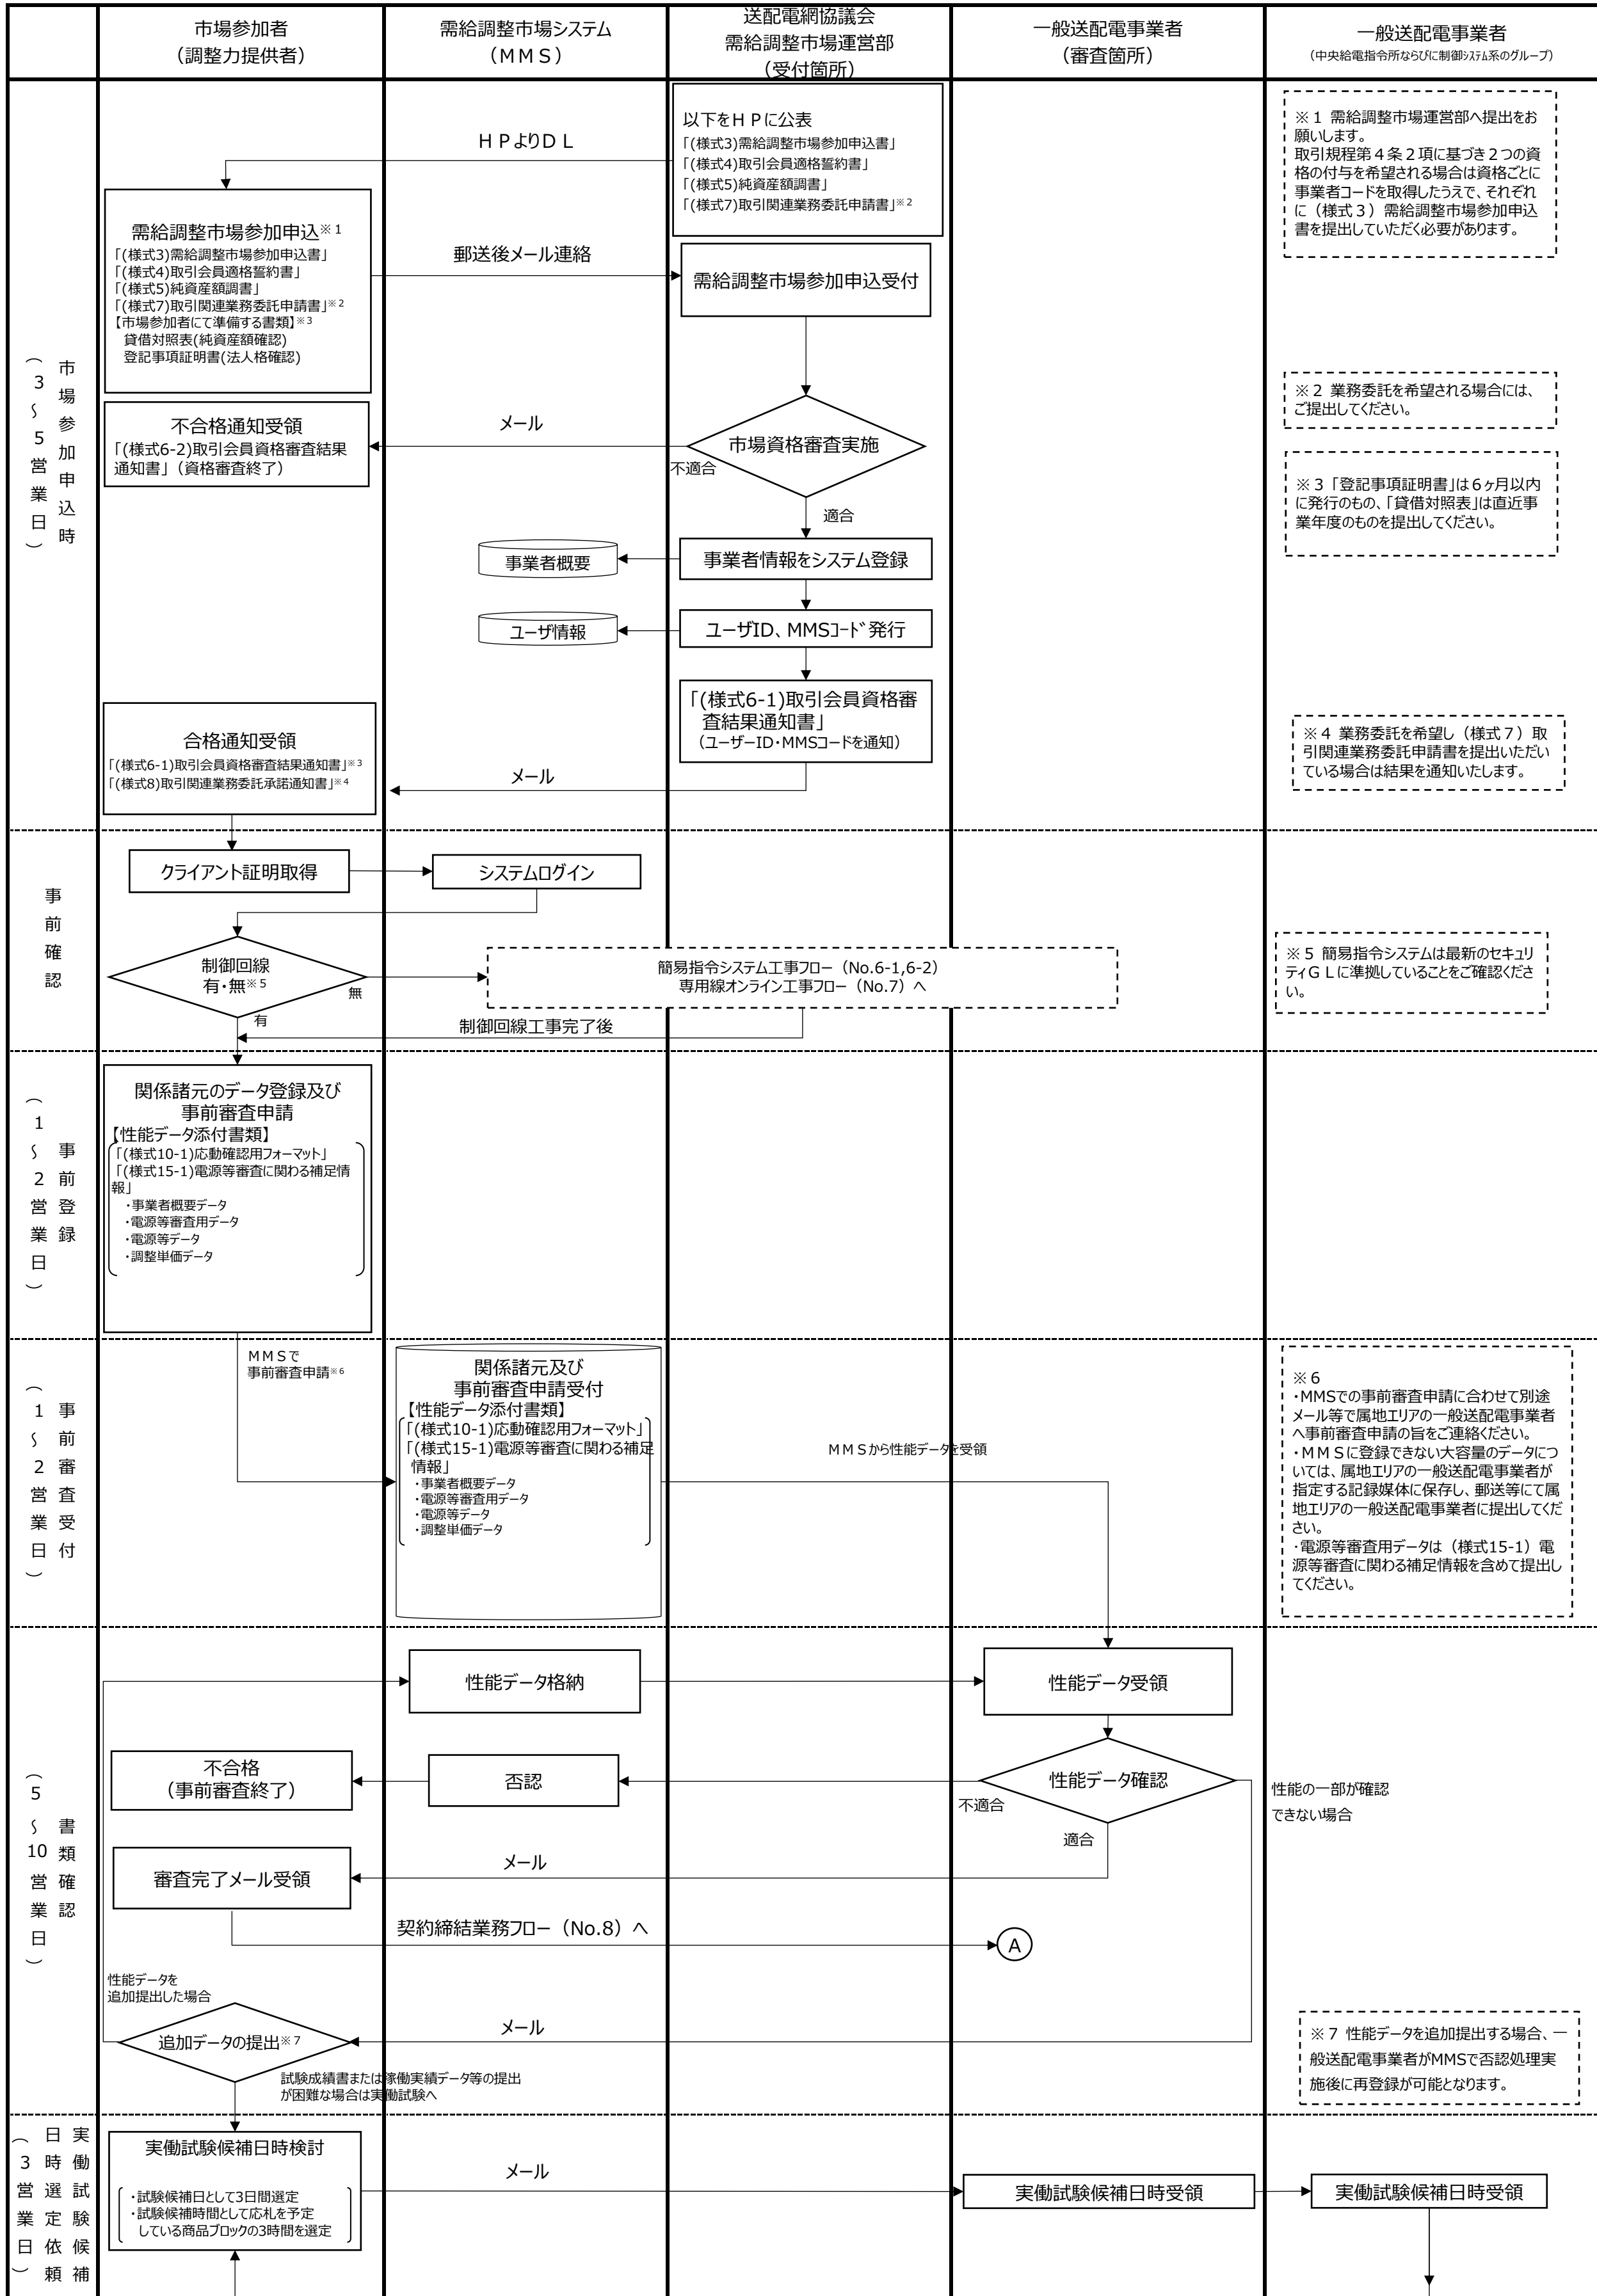 市場参加者
（調整力提供者）
需給調整市場システム
（ＭＭＳ）
送配電網協議会
需給調整市場運営部
（受付箇所）
一般送配電事業者
（審査箇所）
一般送配電事業者
（中央給電指令所ならびに制御システム系のグループ）
市場参加申込時
（3～5営業日）
以下をＨＰに公表
「(様式3)需給調整市場参加申込書」
「(様式4)取引会員適格誓約書」
「(様式5)純資産額調書」
「(様式7)取引関連業務委託申請書」※2
ＨＰよりＤＬ
※1 需給調整市場運営部へ提出をお
願いします。
取引規程第４条２項に基づき２つの資
格の付与を希望される場合は資格ごとに
事業者コードを取得したうえで、それぞれ
に（様式３）需給調整市場参加申込
書を提出していただく必要があります。
需給調整市場参加申込※1
「(様式3)需給調整市場参加申込書」
「(様式4)取引会員適格誓約書」
「(様式5)純資産額調書」
「(様式7)取引関連業務委託申請書」※2
【市場参加者にて準備する書類】※3
貸借対照表(純資産額確認)
登記事項証明書(法人格確認)
郵送後メール連絡
需給調整市場参加申込受付
※2 業務委託を希望される場合には、
ご提出してください。
不合格通知受領
「(様式6-2)取引会員資格審査結果
通知書」（資格審査終了）
メール
市場資格審査実施
不適合
適合
※3「登記事項証明書」は６ヶ月以内
に発行のもの、「貸借対照表」は直近事
業年度のものを提出してください。
事業者概要
事業者情報をシステム登録
ユーザ情報
ユーザID、MMSｺｰﾄﾞ発行
「(様式6-1)取引会員資格審
査結果通知書」
（ユーザーID・MMSコードを通知）
合格通知受領
「(様式6-1)取引会員資格審査結果通知書」※3
「(様式8)取引関連業務委託承諾通知書」※4
メール
※4 業務委託を希望し（様式７）取
引関連業務委託申請書を提出いただい
ている場合は結果を通知いたします。
事前確認
クライアント証明取得
システムログイン
制御回線
有・無※5
無
有
簡易指令システム工事フロー（No.6-1,6-2）
専用線オンライン工事フロー（No.7）へ
制御回線工事完了後
※5 簡易指令システムは最新のセキュリ
ティＧＬに準拠していることをご確認くださ
い。
事前登録
（1～2営業日）
関係諸元のデータ登録及び
事前審査申請
【性能データ添付書類】
「(様式10-1)応動確認用フォーマット」
「(様式15-1)電源等審査に関わる補足情
報」
・事業者概要データ
・電源等審査用データ
・電源等データ
・調整単価データ
事前審査受付
（1～2営業日）
ＭＭＳで
事前審査申請※6
関係諸元及び
事前審査申請受付
【性能データ添付書類】
「(様式10-1)応動確認用フォーマット」
「(様式15-1)電源等審査に関わる補足
情報」
・事業者概要データ
・電源等審査用データ
・電源等データ
・調整単価データ
ＭＭＳから性能データを受領
※6
・MMSでの事前審査申請に合わせて別途
メール等で属地エリアの一般送配電事業者
へ事前審査申請の旨をご連絡ください。
・ＭＭＳに登録できない大容量のデータにつ
いては、属地エリアの一般送配電事業者が
指定する記録媒体に保存し、郵送等にて属
地エリアの一般送配電事業者に提出してくだ
さい。
・電源等審査用データは（様式15-1）電
源等審査に関わる補足情報を含めて提出し
てください。
書類確認
（5～10営業日）
性能データ格納
性能データ受領
不合格
（事前審査終了）
否認
性能データ確認
不適合
適合
性能の一部が確認
できない場合
審査完了メール受領
メール
契約締結業務フロー（No.8）へ
A
性能データを
追加提出した場合
追加データの提出※7
メール
試験成績書または稼働実績データ等の提出
が困難な場合は実働試験へ
※7 性能データを追加提出する場合、一
般送配電事業者がMMSで否認処理実
施後に再登録が可能となります。
実働試験候補
日時選定依頼
（3営業日）
実働試験候補日時検討
・試験候補日として3日間選定
・試験候補時間として応札を予定
している商品ブロックの3時間を選定
メール
実働試験候補日時受領
実働試験候補日時受領